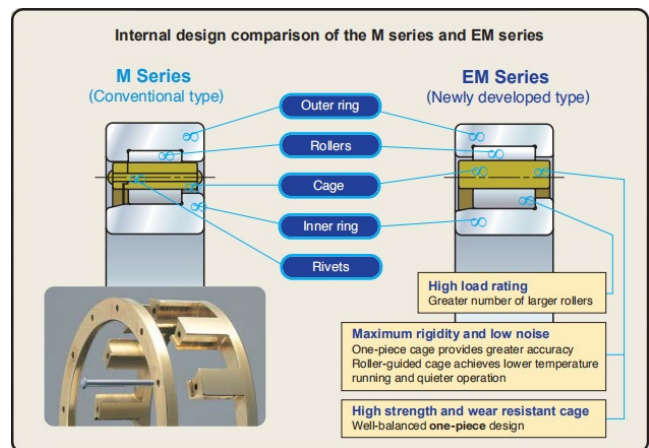 Internal design comparison of the M series and EM series
M Series
(Conventional type)
EM Series
(Newly developed type)
Outer ring
Rollers
Cage
Inner ring
Rivets
High load rating
Greater number of larger rollers
Maximum rigidity and low noise
One-piece cage provides greater accuracy
Roller-guided cage achieves lower temperature
running and quieter operation
High strength and wear resistant cage
Well-balanced one-piece design